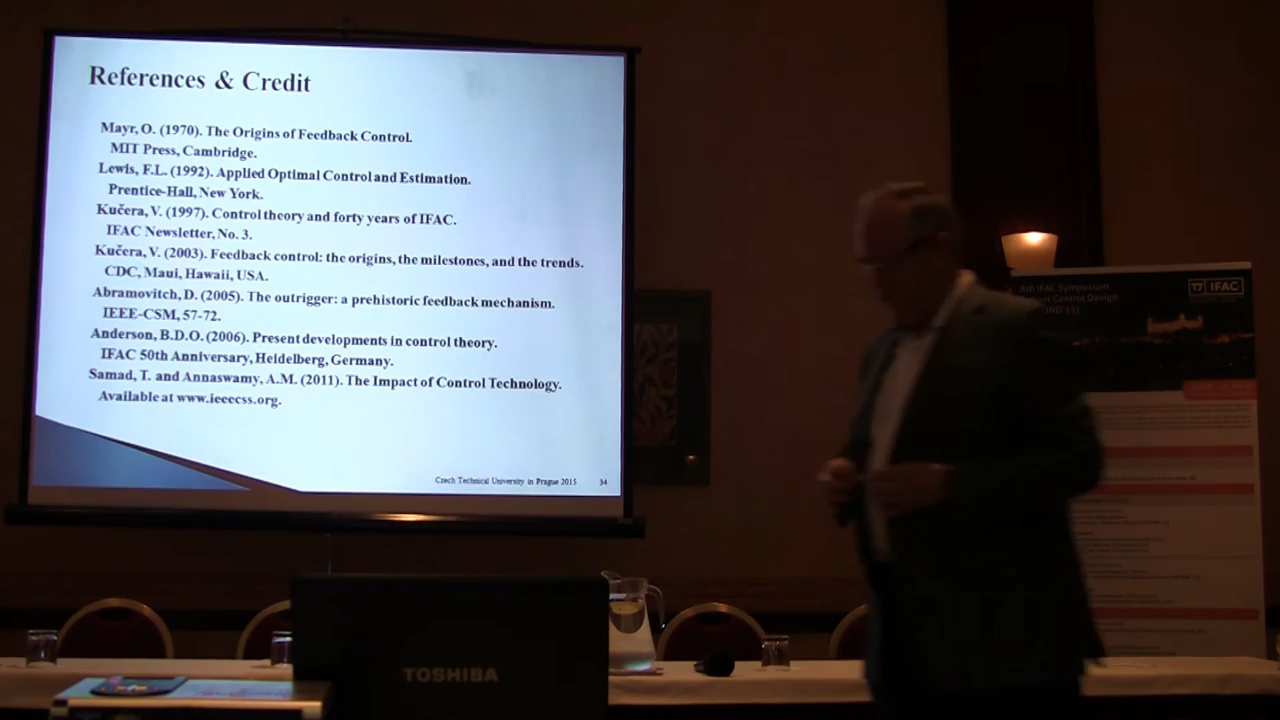 References & Credit
Mayr, O. (1970). The Origins of Feedback Control.
MIT Press, Cambridge.
Lewis, F.L. (1992). Applied Optimal Control and Estimation.
Prentice-Hall, New York.
Kučera, V. (1997). Control theory and forty years of IFAC.
IFAC Newsletter, No. 3.
Kučera, V. (2003). Feedback control: the origins, the milestones, and the trends.
CDC, Maui, Hawaii, USA.
Abramovitch, D. (2005). The outrigger: a prehistoric feedback mechanism.
IEEE-CSM, 57-72.
Anderson, B.D.O. (2006). Present developments in control theory.
IFAC 50th Anniversary, Heidelberg, Germany.
Samad, T. and Annaswamy, A.M. (2011). The Impact of Control Technology.
Available at www.ieeecss.org.
Czech Technical University in Prague 2015 34
IFAC
IFAC Symposium
Control Design
TOSHIBA